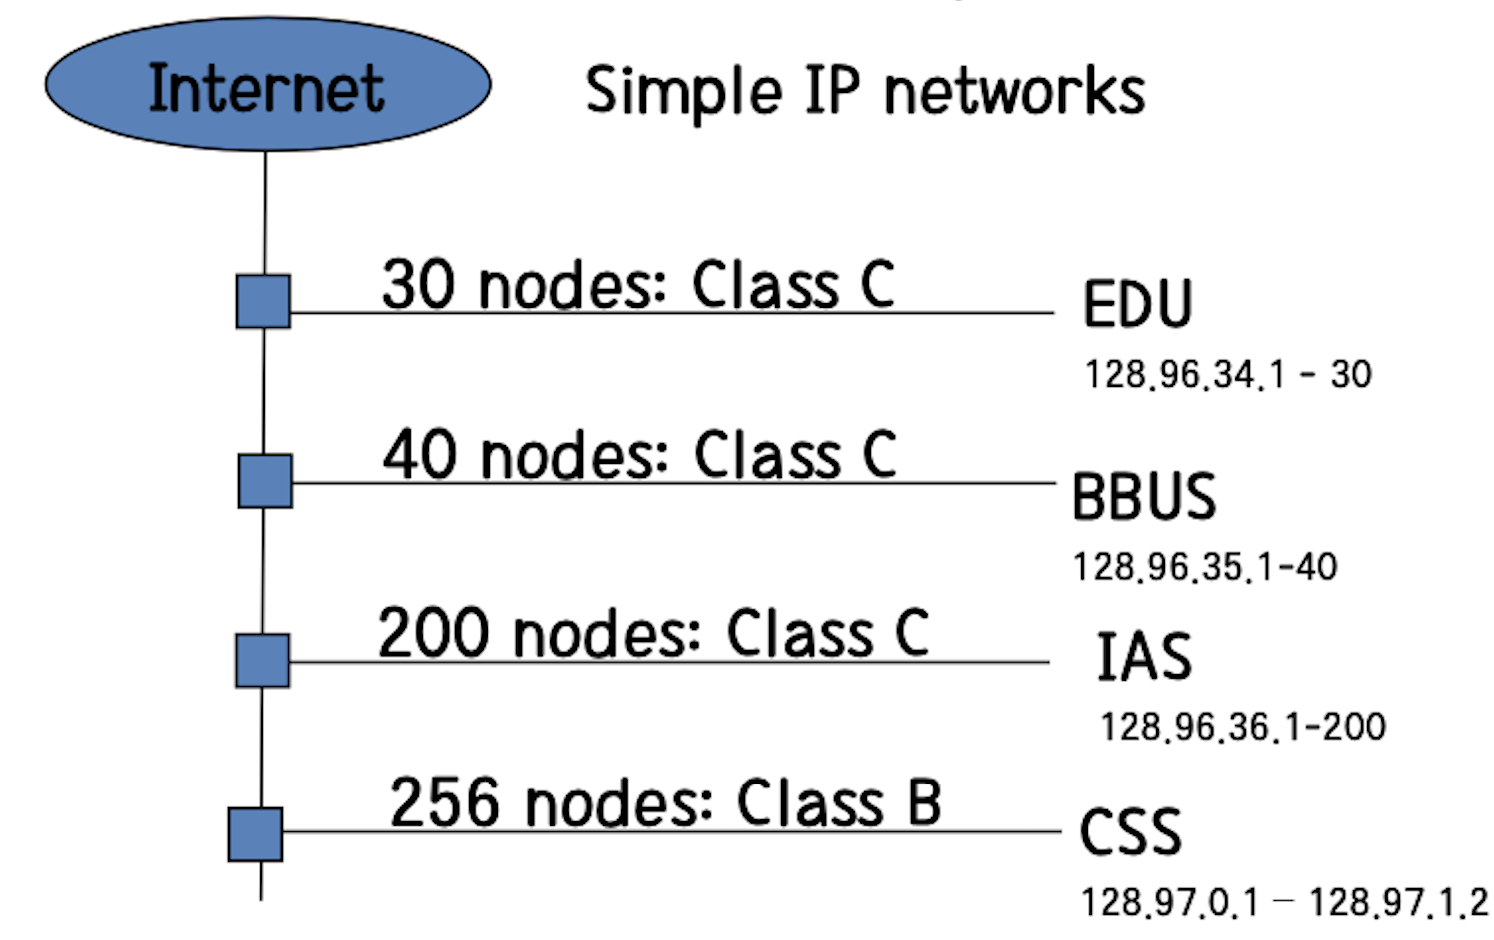 Internet
Simple IP networks
30 nodes: Class C
EDU
128.96.34.1 - 30
40 nodes: Class C
BBUS
128.96.35.1-40
200 nodes: Class C
IAS
128.96.36.1-200
256 nodes: Class B
CSS
128.97.0.1 – 128.97.1.2